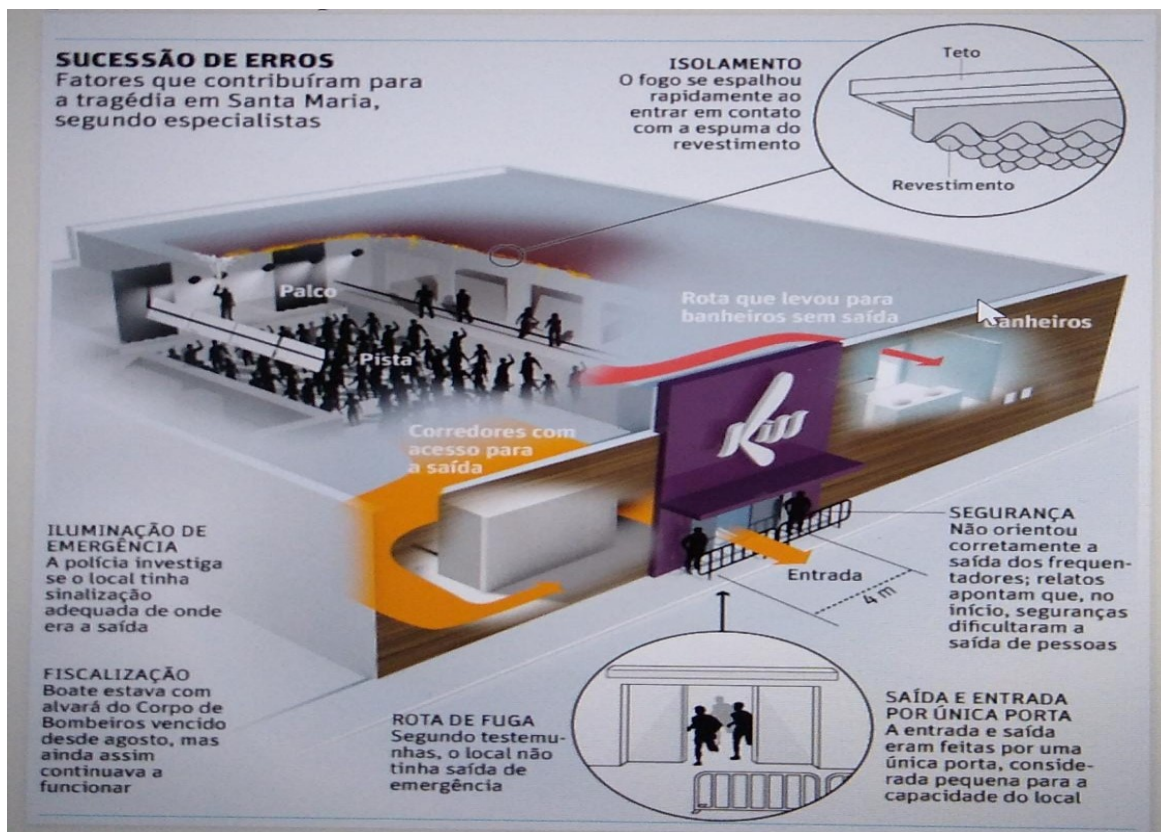 SUCESSÃO DE ERROS
Fatores que contribuíram para
a tragédia em Santa Maria,
segundo especialistas
ISOLAMENTO
O fogo se espalhou
rapidamente ao
entrar em contato
com a espuma do
revestimento
Teto
Revestimento
Palco
Pista
Rota que levou para
banheiros sem saída
anheiros
Corredores com
acesso para
a saída
Kiss
Entrada
4 m
ILUMINAÇÃO DE
EMERGÊNCIA
A polícia investiga
se o local tinha
sinalização
adequada de onde
era a saída
FISCALIZAÇÃO
Boate estava com
alvará do Corpo de
Bombeiros vencido
desde agosto, mas
ainda assim
continuava a
funcionar
ROTA DE FUGA
Segundo testemu-
nhas, o local não
tinha saída de
emergência
SEGURANÇA
Não orientou
corretamente a
saída dos frequen-
tadores; relatos
apontam que, no
início, seguranças
dificultaram a
saída de pessoas
SAÍDA E ENTRADA
POR ÚNICA PORTA
A entrada e saída
eram feitas por uma
única porta, conside-
rada pequena para a
capacidade do local